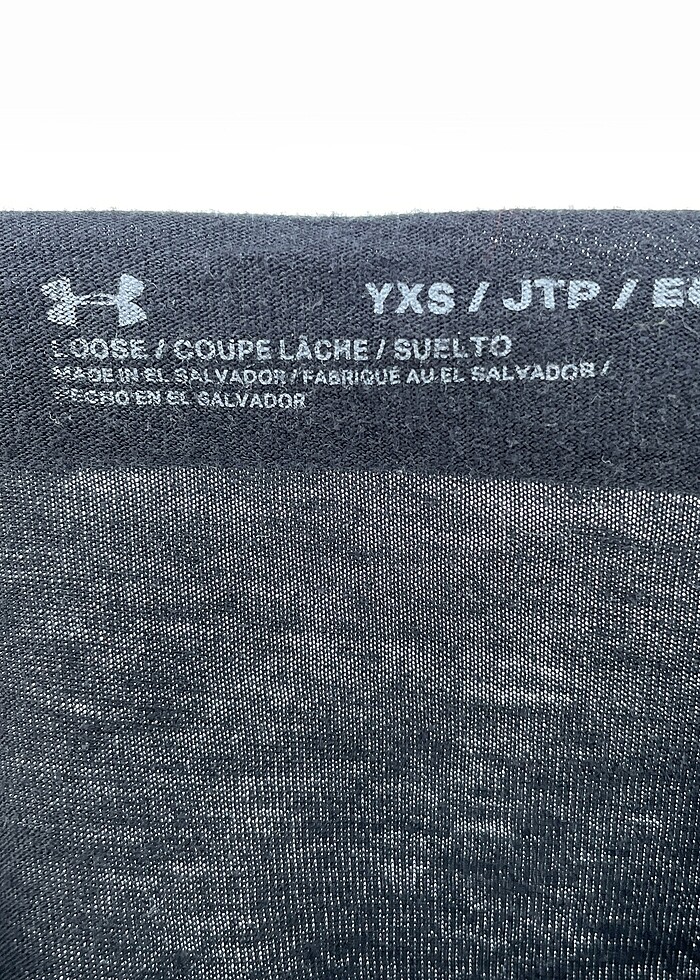 YXS / JTP /
LOOSE / COUPE LÂCHE / SUELTO
MADE IN EL SALVADOR / FABRIQUÉ AU EL SALVADOR /
HECHO EN EL SALVADOR